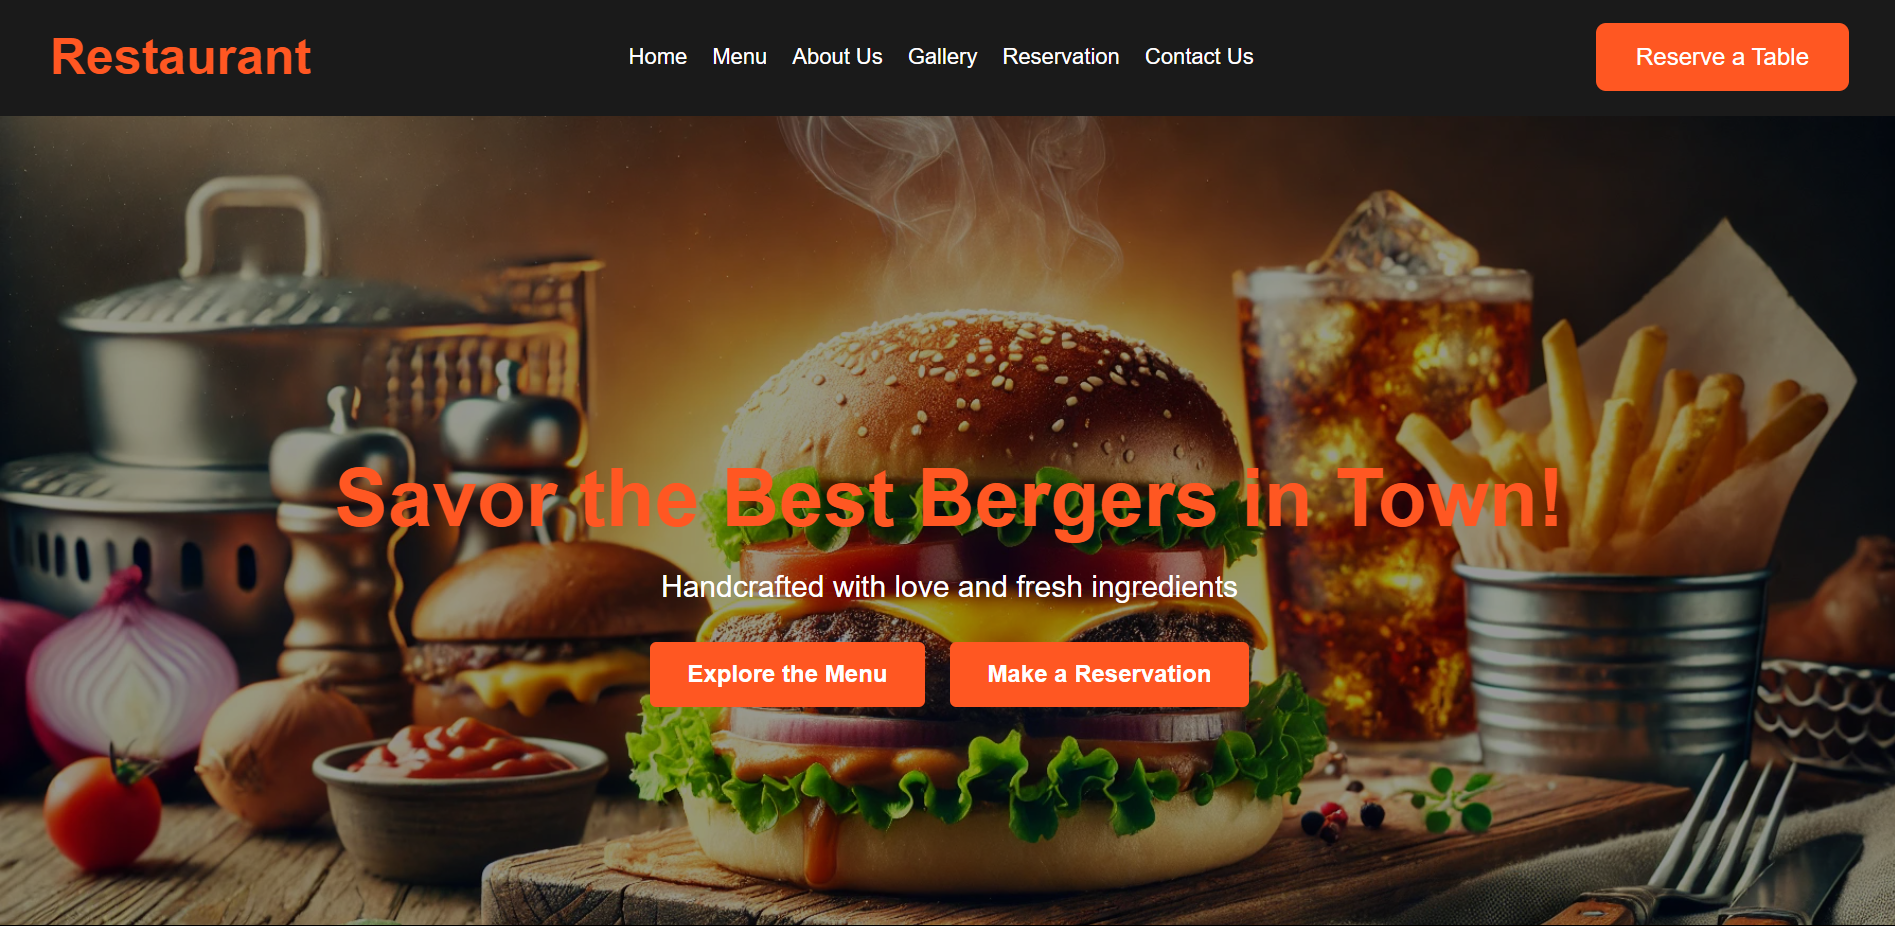 Restaurant
Home Menu About Us Gallery Reservation Contact Us
Reserve a Table
Savor the Best Bergers in Town!
Handcrafted with love and fresh ingredients
Explore the Menu
Make a Reservation